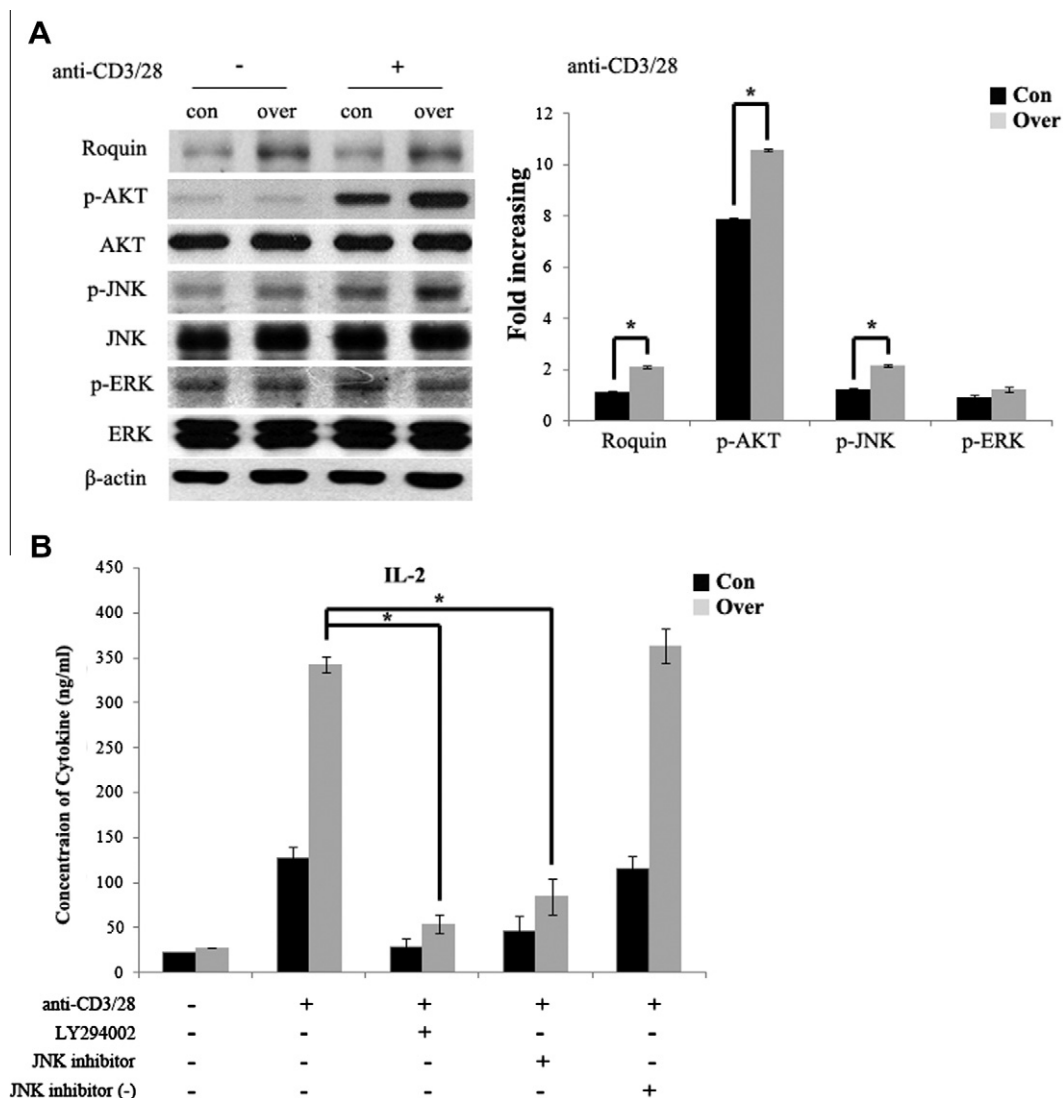 A
anti-CD3/28 - +
con over con over
Roquin
p-AKT
AKT
p-JNK
JNK
p-ERK
ERK
β-actin
anti-CD3/28
Con
Over
Fold increasing
12
10
8
6
4
2
0
* * *
Roquin p-AKT p-JNK p-ERK
B
IL-2
Con
Over
Concentraion of Cytokine (ng/ml)
450
400
350
300
250
200
150
100
50
0
* *
anti-CD3/28 - + + + +
LY294002 - - + - -
JNK inhibitor - - - + -
JNK inhibitor (-) - - - - +